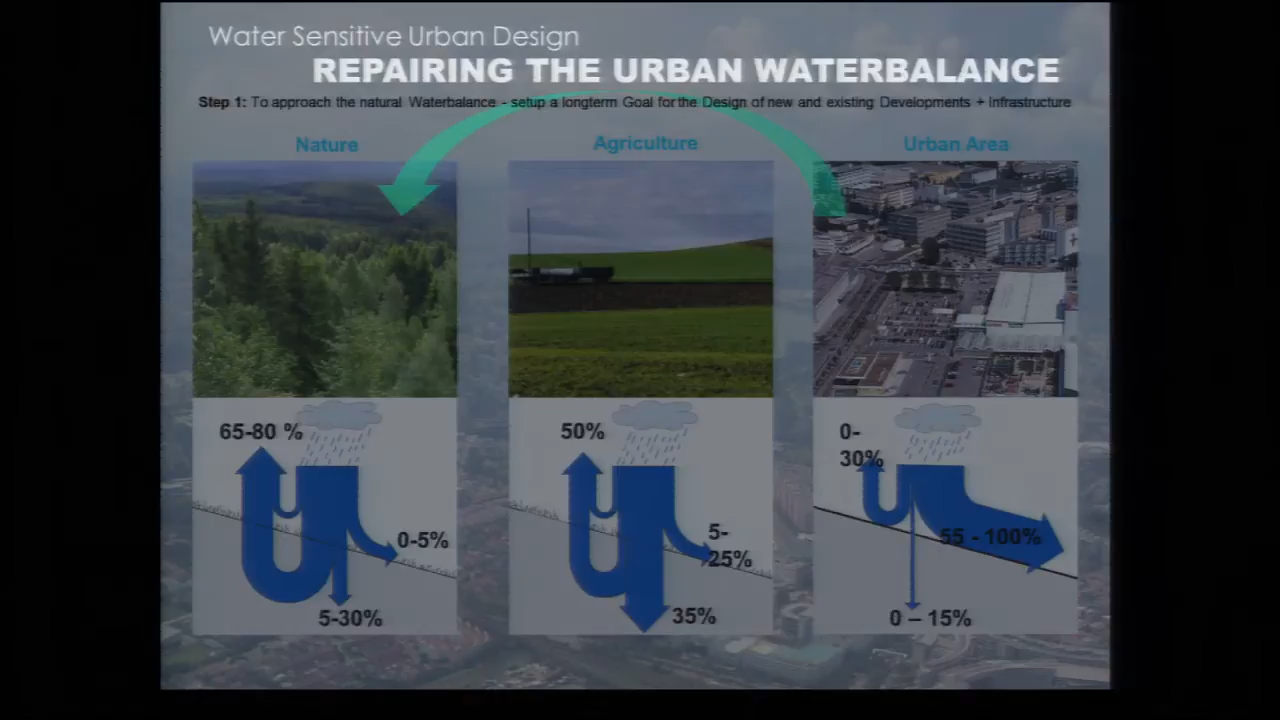 Water Sensitive Urban Design
REPAIRING THE URBAN WATERBALANCE
Step 1: To approach the natural Waterbalance - setup a longterm Goal for the Design of new and existing Developments + Infrastructure
Nature
Agriculture
Urban Area
65-80 %
0-5%
5-30%
50%
5-
25%
35%
0-
30%
55 - 100%
0 – 15%